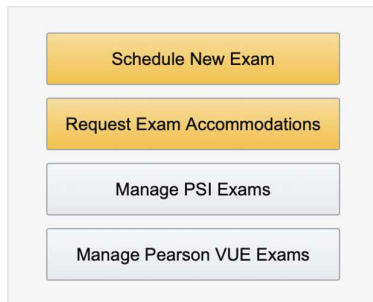 Schedule New Exam
Request Exam Accommodations
Manage PSI Exams
Manage Pearson VUE Exams